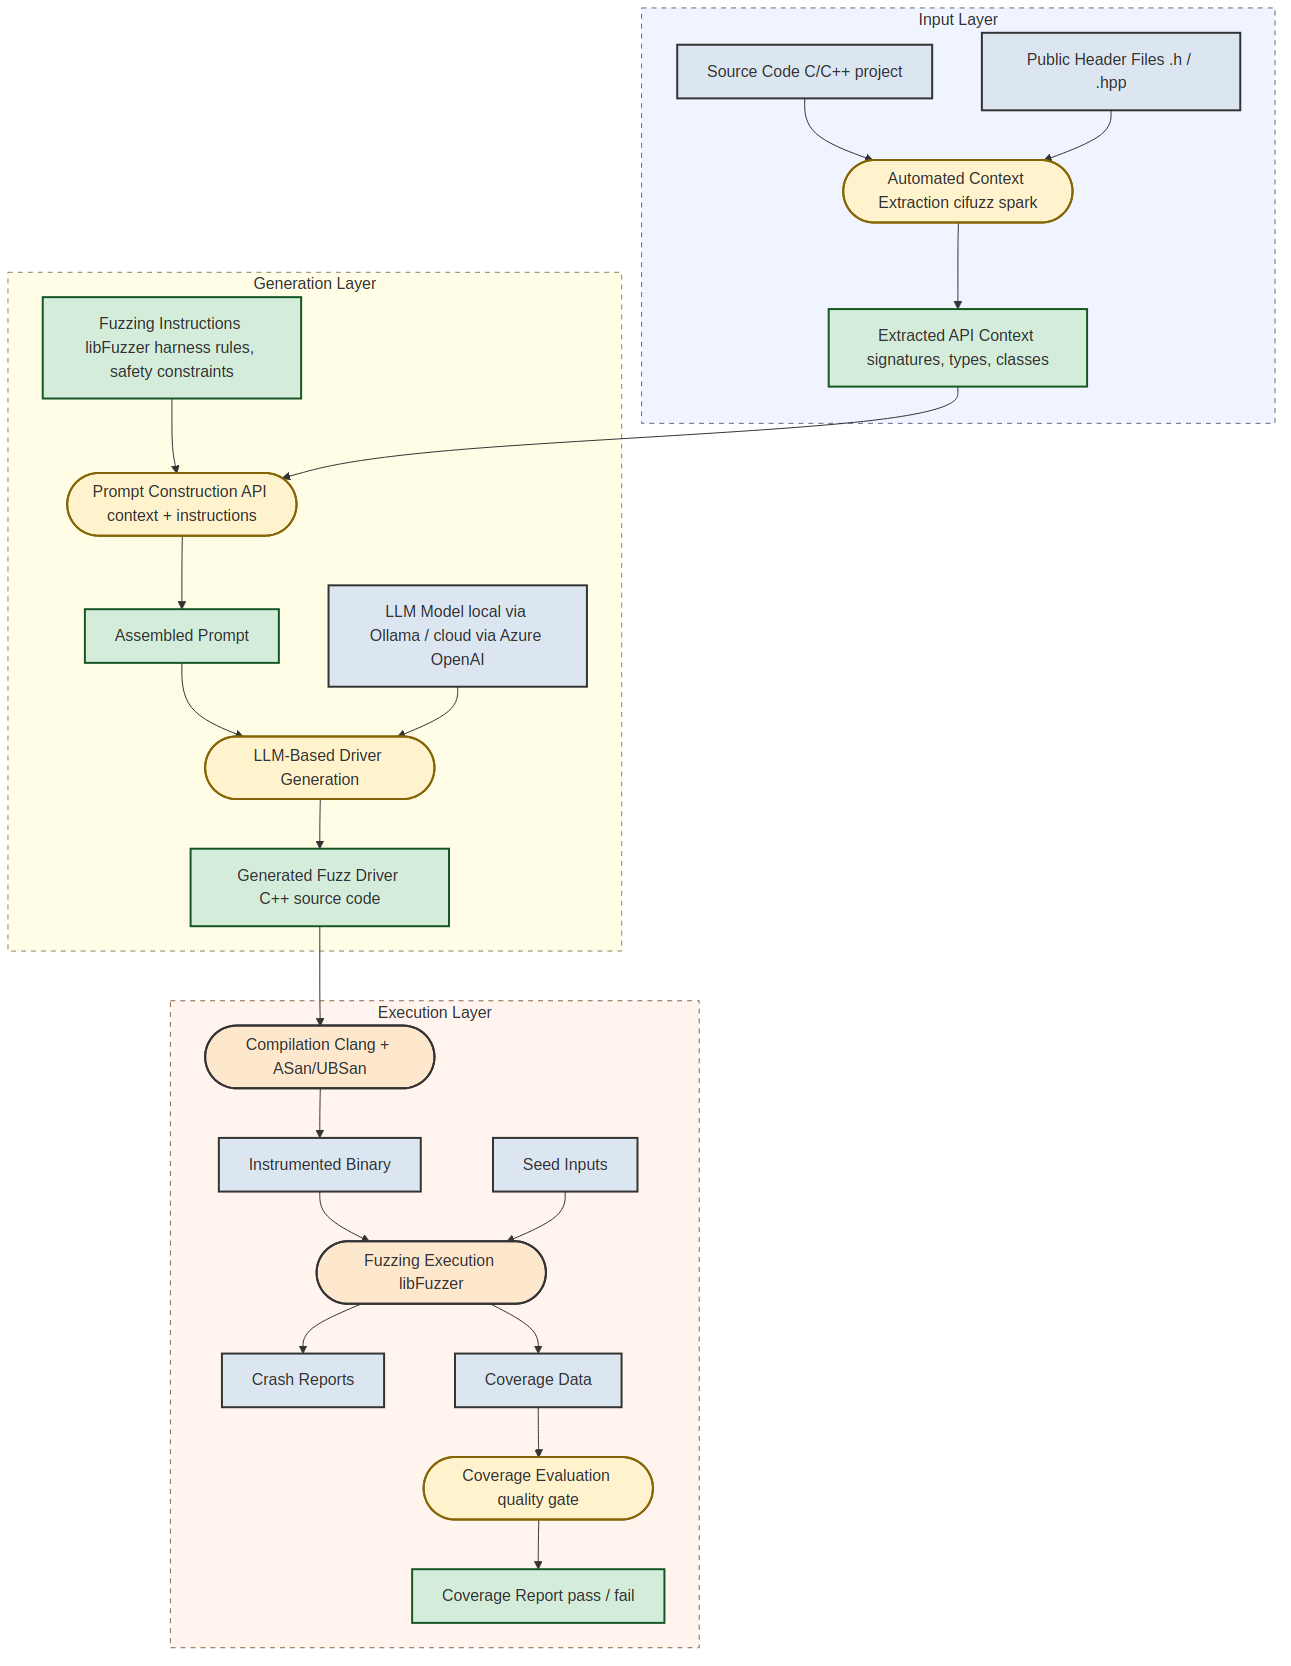 Input Layer
Source Code C/C++ project
Public Header Files .h /
.hpp
Automated Context
Extraction cifuzz spark
Extracted API Context
signatures, types, classes
Generation Layer
Fuzzing Instructions
libFuzzer harness rules,
safety constraints
Prompt Construction API
context + instructions
Assembled Prompt
LLM Model local via
Ollama / cloud via Azure
OpenAI
LLM-Based Driver
Generation
Generated Fuzz Driver
C++ source code
Execution Layer
Compilation Clang +
ASan/UBSan
Instrumented Binary
Seed Inputs
Fuzzing Execution
libFuzzer
Crash Reports
Coverage Data
Coverage Evaluation
quality gate
Coverage Report pass / fail